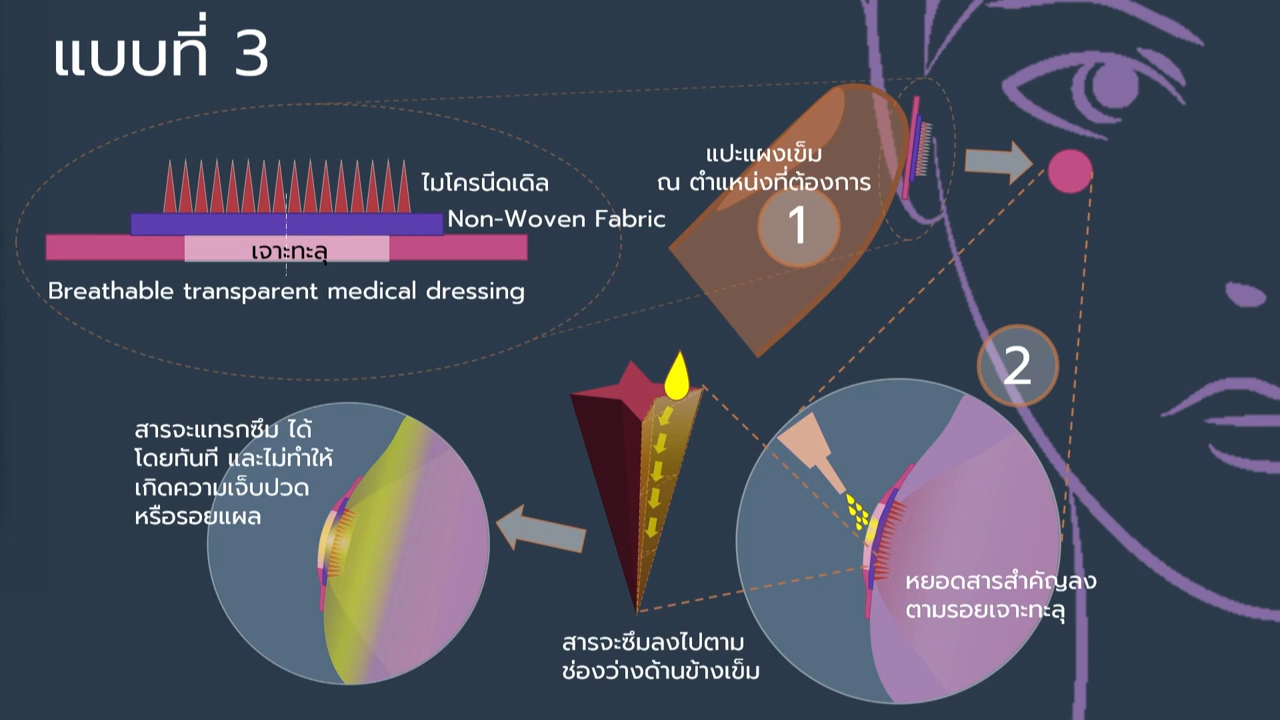 แบบที่ 3
ไมโครนีดเดิล
Non-Woven Fabric
เจาะทะลุ
Breathable transparent medical dressing
แปะแผงเข็ม
ณ ตำแหน่งที่ต้องการ
1
2
หยอดสารสำคัญลง
ตามรอยเจาะทะลุ
สารจะซึมลงไปตาม
ช่องว่างด้านข้างเข็ม
สารจะแทรกซึม ได้
โดยทันที และไม่ทำให้
เกิดความเจ็บปวด
หรือรอยแผล